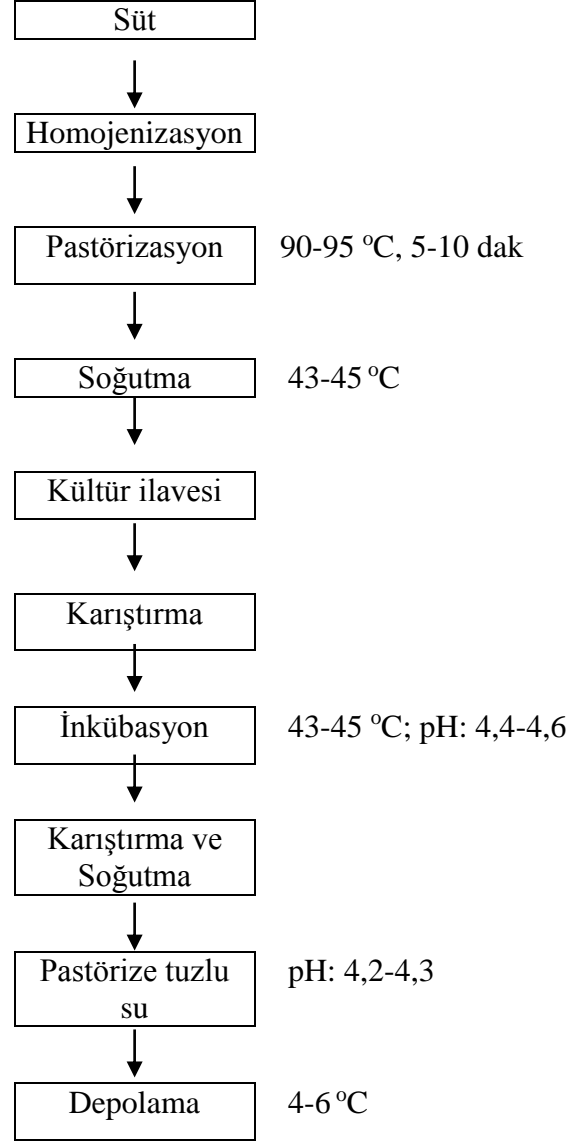 Süt
Homojenizasyon
Pastörizasyon 90-95 ºC, 5-10 dak
Soğutma 43-45 ºC
Kültür ilavesi
Karıştırma
İnkübasyon 43-45 ºC; pH: 4,4-4,6
Karıştırma ve
Soğutma
Pastörize tuzlu pH: 4,2-4,3
su
Depolama 4-6 ºC